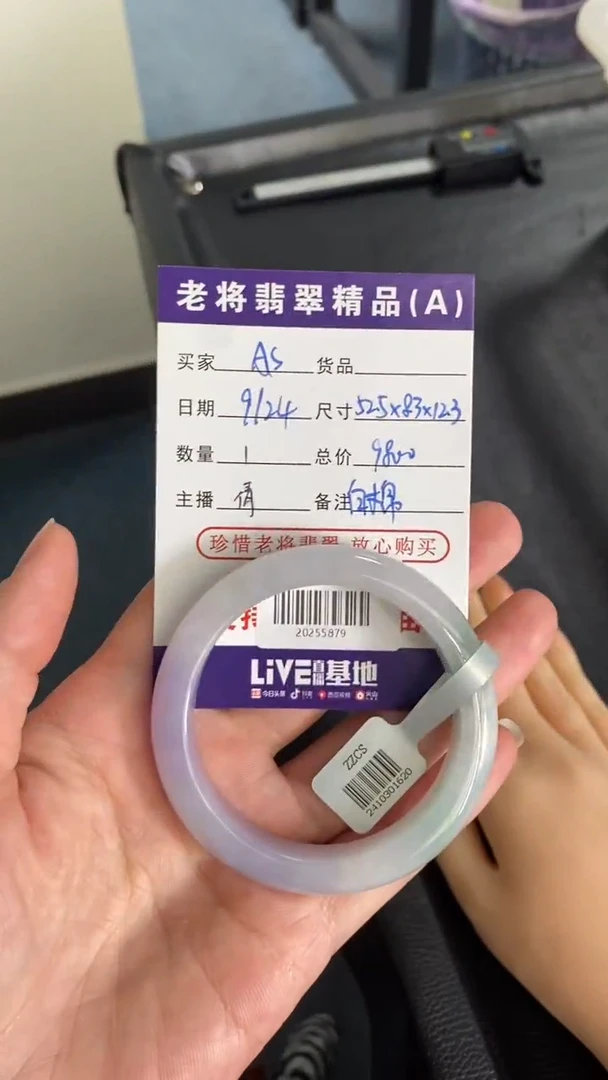 老将翡翠精品(A)
买家 AS 货品
日期 9/24 尺寸 52.5x8.3x12.3
数量 1 总价 9800
主播 倩 备注
珍惜老将翡翠 放心购买
20255879
LiVE直播基地
今日头条 抖音 西瓜视频 火山
ZZCS
2410301620